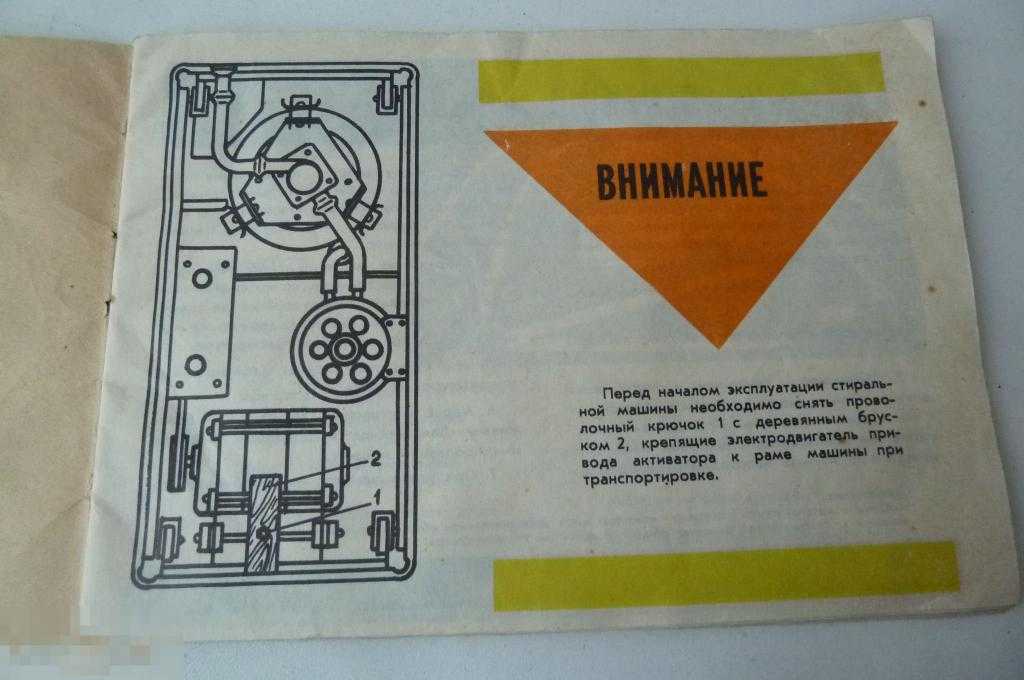 ВНИМАНИЕ
Перед началом эксплуатации стираль-
ной машины необходимо снять прово-
лочный крючок 1 с деревянным брус-
ком 2, крепящие электродвигатель при-
вода активатора к раме машины при
транспортировке.
2
1